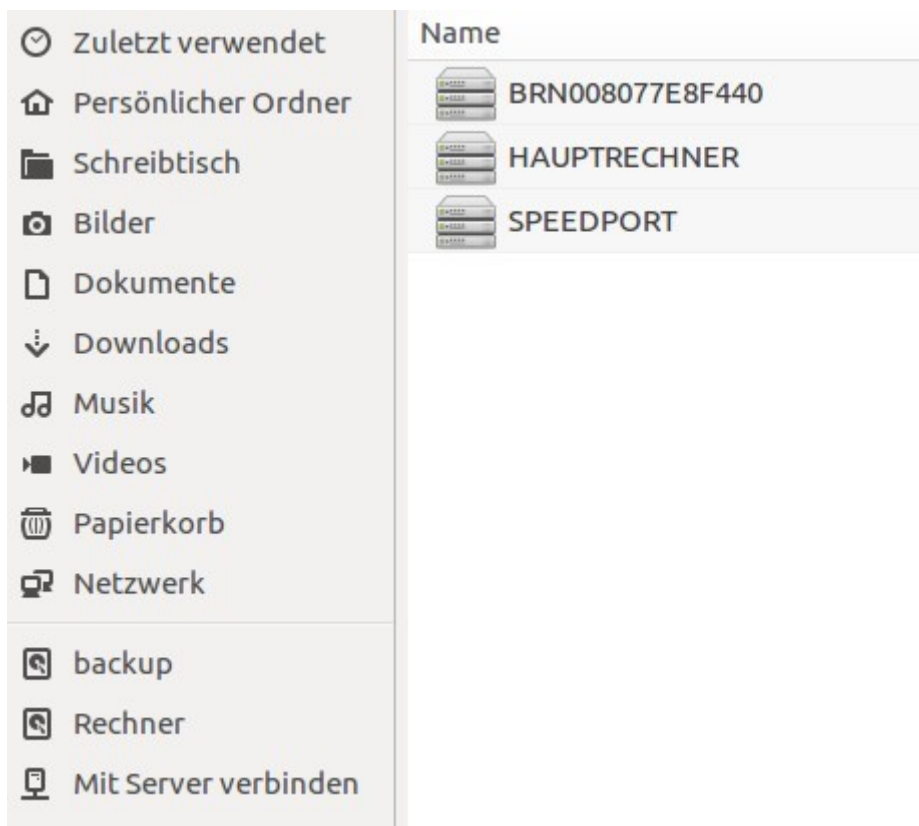 Zuletzt verwendet
Persönlicher Ordner
Schreibtisch
Bilder
Dokumente
Downloads
Musik
Videos
Papierkorb
Netzwerk
backup
Rechner
Mit Server verbinden
Name
BRN008077E8F440
HAUPTRECHNER
SPEEDPORT